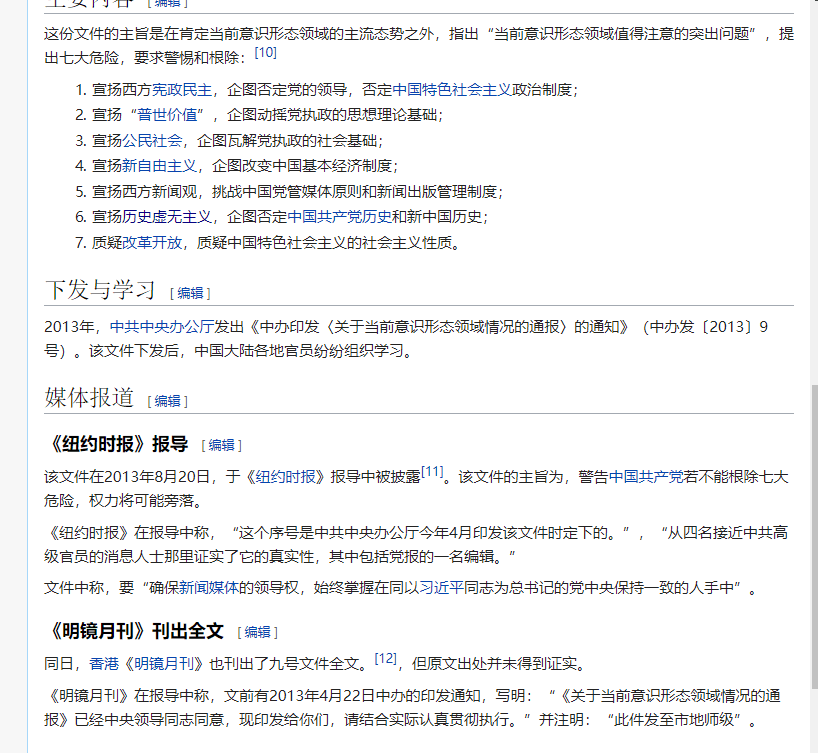 主要内容 [编辑]
这份文件的主旨是在肯定当前意识形态领域的主流态势之外，指出“当前意识形态领域值得注意的突出问题”，提
出七大危险，要求警惕和根除：[10]
1. 宣扬西方宪政民主，企图否定党的领导，否定中国特色社会主义政治制度；
2. 宣扬“普世价值”，企图动摇党执政的思想理论基础；
3. 宣扬公民社会，企图瓦解党执政的社会基础；
4. 宣扬新自由主义，企图改变中国基本经济制度；
5. 宣扬西方新闻观，挑战中国党管媒体原则和新闻出版管理制度；
6. 宣扬历史虚无主义，企图否定中国共产党历史和新中国历史；
7. 质疑改革开放，质疑中国特色社会主义的社会主义性质。
下发与学习 [编辑]
2013年，中共中央办公厅发出《中办印发〈关于当前意识形态领域情况的通报〉的通知》（中办发〔2013〕9
号）。该文件下发后，中国大陆各地官员纷纷组织学习。
媒体报道 [编辑]
《纽约时报》报导 [编辑]
该文件在2013年8月20日，于《纽约时报》报导中被披露[11]。该文件的主旨为，警告中国共产党若不能根除七大
危险，权力将可能旁落。
《纽约时报》在报导中称，“这个序号是中共中央办公厅今年4月印发该文件时定下的。”，“从四名接近中共高
级官员的消息人士那里证实了它的真实性，其中包括党报的一名编辑。”
文件中称，要“确保新闻媒体的领导权，始终掌握在同以习近平同志为总书记的党中央保持一致的人手中”。
《明镜月刊》刊出全文 [编辑]
同日，香港《明镜月刊》也刊出了九号文件全文。[12]，但原文出处并未得到证实。
《明镜月刊》在报导中称，文前有2013年4月22日中办的印发通知，写明：“《关于当前意识形态领域情况的通
报》已经中央领导同志同意，现印发给你们，请结合实际认真贯彻执行。”并注明：“此件发至市地师级”。